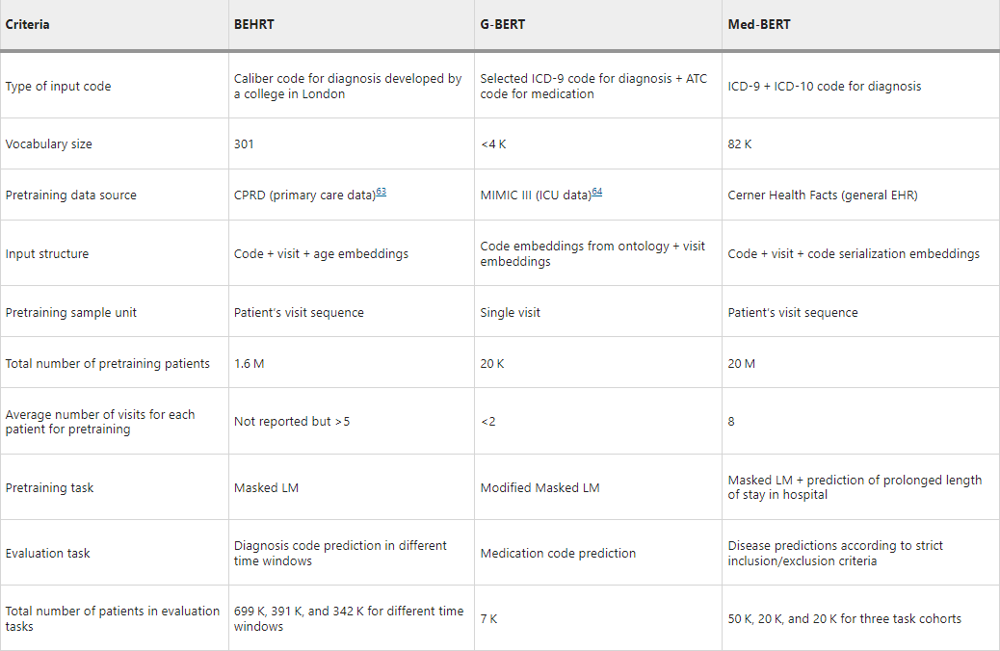 Criteria
BEHRT
G-BERT
Med-BERT
Type of input code
Caliber code for diagnosis developed by
a college in London
Selected ICD-9 code for diagnosis + ATC
code for medication
ICD-9 + ICD-10 code for diagnosis
Vocabulary size
301
<4 K
82 K
Pretraining data source
CPRD (primary care data)63
MIMIC III (ICU data)64
Cerner Health Facts (general EHR)
Input structure
Code + visit + age embeddings
Code embeddings from ontology + visit
embeddings
Code + visit + code serialization embeddings
Pretraining sample unit
Patient's visit sequence
Single visit
Patient's visit sequence
Total number of pretraining patients
1.6 M
20 K
20 M
Average number of visits for each
patient for pretraining
Not reported but >5
<2
8
Pretraining task
Masked LM
Modified Masked LM
Masked LM + prediction of prolonged length
of stay in hospital
Evaluation task
Diagnosis code prediction in different
time windows
Medication code prediction
Disease predictions according to strict
inclusion/exclusion criteria
Total number of patients in evaluation
tasks
699 K, 391 K, and 342 K for different time
windows
7 K
50 K, 20 K, and 20 K for three task cohorts